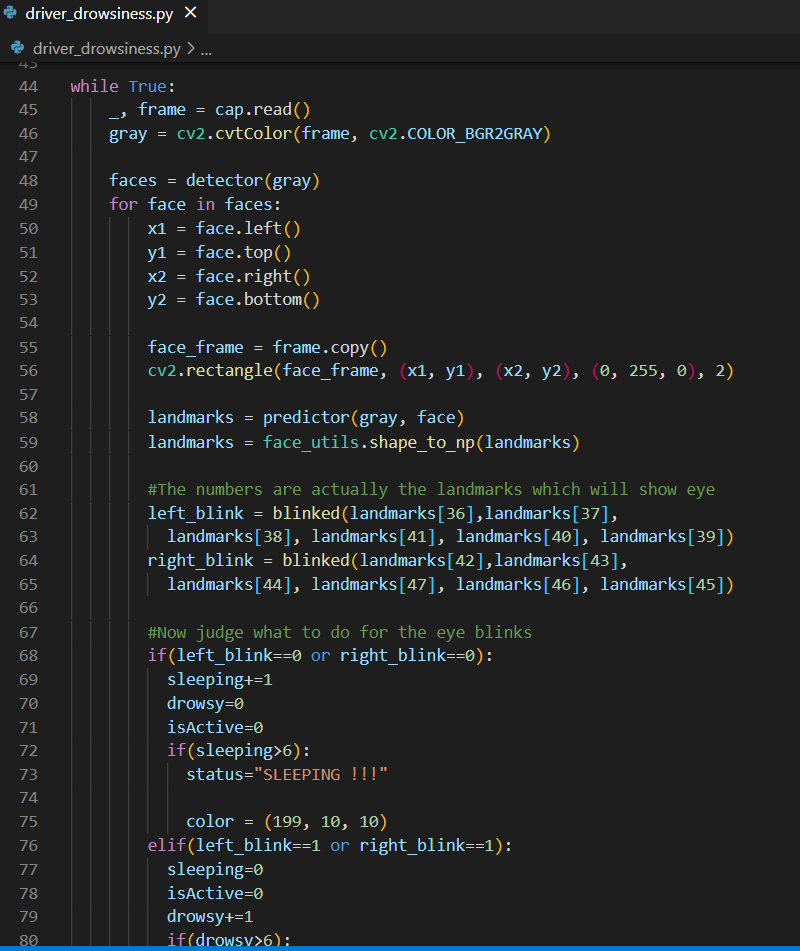 driver_drowsiness.py ×
driver_drowsiness.py > ...
43
44 while True:
45     _, frame = cap.read()
46     gray = cv2.cvtColor(frame, cv2.COLOR_BGR2GRAY)
47
48     faces = detector(gray)
49     for face in faces:
50         x1 = face.left()
51         y1 = face.top()
52         x2 = face.right()
53         y2 = face.bottom()
54
55         face_frame = frame.copy()
56         cv2.rectangle(face_frame, (x1, y1), (x2, y2), (0, 255, 0), 2)
57
58         landmarks = predictor(gray, face)
59         landmarks = face_utils.shape_to_np(landmarks)
60
61         #The numbers are actually the landmarks which will show eye
62         left_blink = blinked(landmarks[36],landmarks[37],
63           landmarks[38], landmarks[41], landmarks[40], landmarks[39])
64         right_blink = blinked(landmarks[42],landmarks[43],
65           landmarks[44], landmarks[47], landmarks[46], landmarks[45])
66
67         #Now judge what to do for the eye blinks
68         if(left_blink==0 or right_blink==0):
69           sleeping+=1
70           drowsy=0
71           isActive=0
72           if(sleeping>6):
73             status="SLEEPING !!!"
74
75             color = (199, 10, 10)
76         elif(left_blink==1 or right_blink==1):
77           sleeping=0
78           isActive=0
79           drowsy+=1
80           if(drowsy>6):